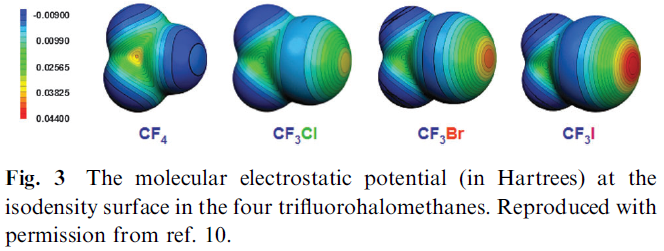 -0.00900
0.00990
0.02565
0.03825
0.04400
CF4 CF3Cl CF3Br CF3I
Fig. 3 The molecular electrostatic potential (in Hartrees) at the
isodensity surface in the four trifluorohalomethanes. Reproduced with
permission from ref. 10.